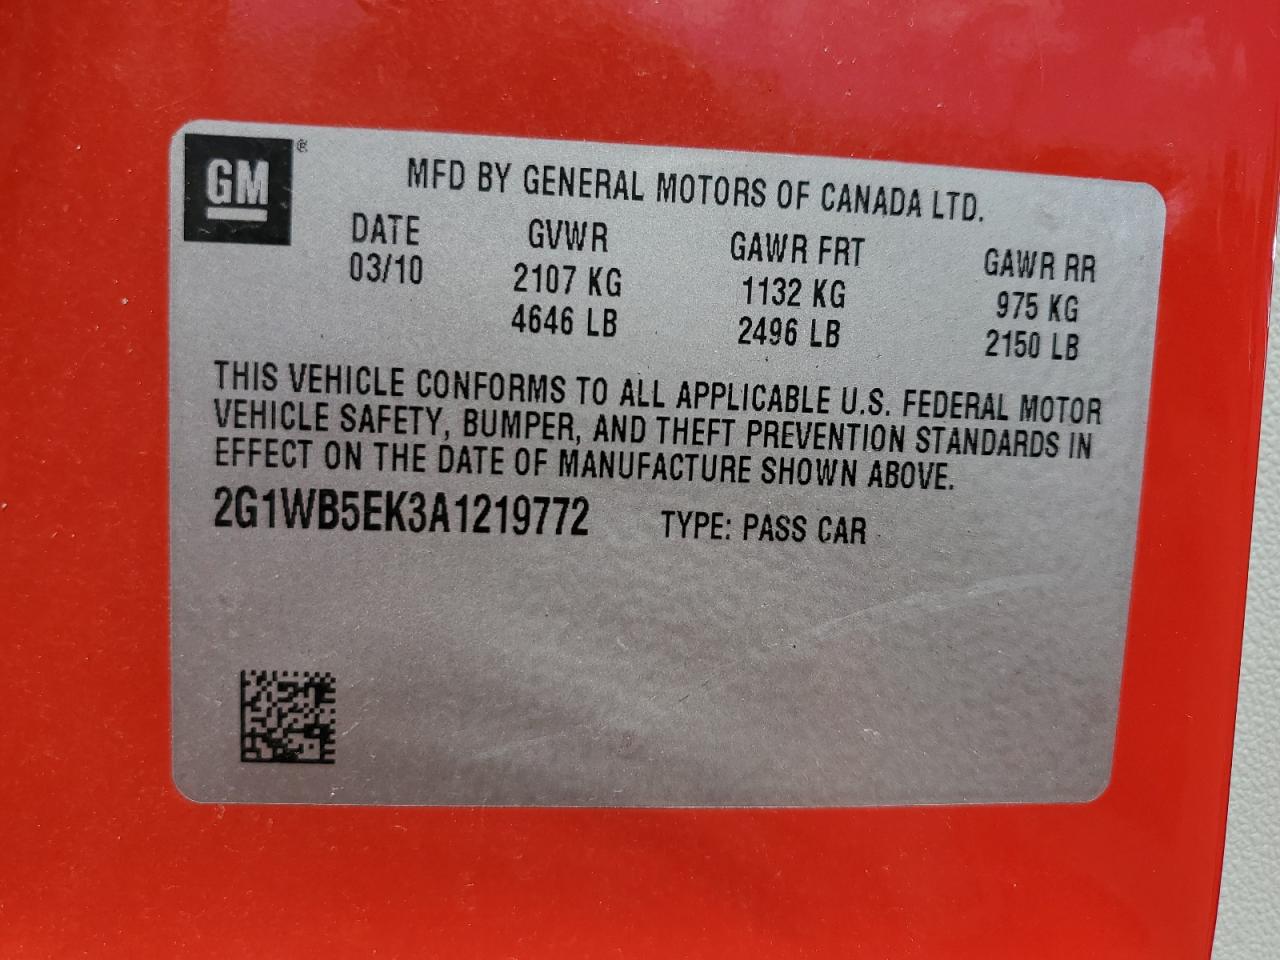 GM®
MFD BY GENERAL MOTORS OF CANADA LTD.
DATE GVWR GAWR FRT GAWR RR
03/10 2107 KG 1132 KG 975 KG
4646 LB 2496 LB 2150 LB
THIS VEHICLE CONFORMS TO ALL APPLICABLE U.S. FEDERAL MOTOR
VEHICLE SAFETY, BUMPER, AND THEFT PREVENTION STANDARDS IN
EFFECT ON THE DATE OF MANUFACTURE SHOWN ABOVE.
2G1WB5EK3A1219772 TYPE: PASS CAR